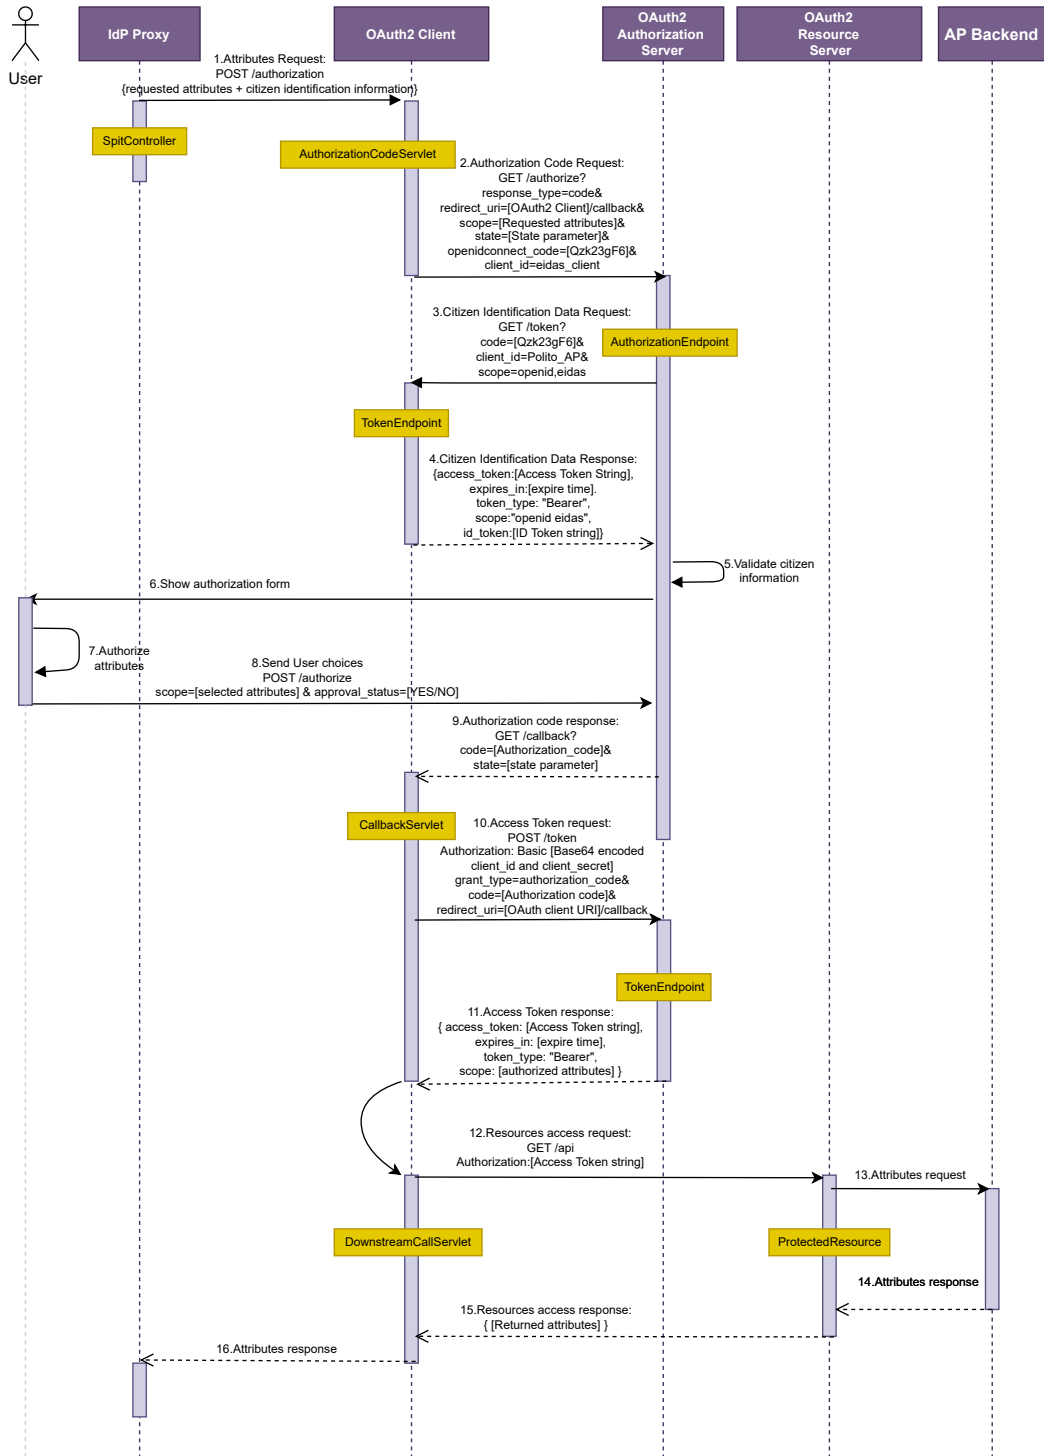 User
IdP Proxy
OAuth2 Client
OAuth2
Authorization
Server
OAuth2
Resource
Server
AP Backend
1.Attributes Request:
POST /authorization
{requested attributes + citizen identification information}
SpitController
AuthorizationCodeServlet
2.Authorization Code Request:
GET /authorize?
response_type=code&
redirect_uri=[OAuth2 Client]/callback&
scope=[Requested attributes]&
state=[State parameter]&
openidconnect_code=[Qzk23gF6]&
client_id=eidas_client
3.Citizen Identification Data Request:
GET /token?
code=[Qzk23gF6]&
client_id=Polito_AP&
scope=openid,eidas
AuthorizationEndpoint
TokenEndpoint
4.Citizen Identification Data Response:
{access_token:[Access Token String],
expires_in:[expire time].
token_type: "Bearer",
scope:"openid eidas",
id_token:[ID Token string]}
5.Validate citizen
information
6.Show authorization form
7.Authorize
attributes
8.Send User choices
POST /authorize
scope=[selected attributes] & approval_status=[YES/NO]
9.Authorization code response:
GET /callback?
code=[Authorization_code]&
state=[state parameter]
CallbackServlet
10.Access Token request:
POST /token
Authorization: Basic [Base64 encoded
client_id and client_secret]
grant_type=authorization_code&
code=[Authorization code]&
redirect_uri=[OAuth client URI]/callback
TokenEndpoint
11.Access Token response:
{ access_token: [Access Token string],
expires_in: [expire time],
token_type: "Bearer",
scope: [authorized attributes] }
12.Resources access request:
GET /api
Authorization:[Access Token string]
13.Attributes request
DownstreamCallServlet
ProtectedResource
14.Attributes response
15.Resources access response:
{ [Returned attributes] }
16.Attributes response